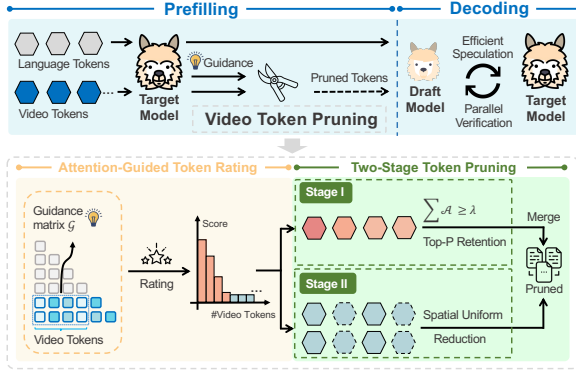 Prefilling
Decoding
Language Tokens
Video Tokens
Target
Model
Guidance
Pruned Tokens
Video Token Pruning
Draft
Model
Efficient
Speculation
Parallel
Verification
Target
Model
Attention-Guided Token Rating
Two-Stage Token Pruning
Guidance
matrix 𝒢
Video Tokens
Rating
Score
...
#Video Tokens
Stage I
∑ 𝒜 ≥ λ
Top-P Retention
Stage II
Spatial Uniform
Reduction
Merge
...
Pruned